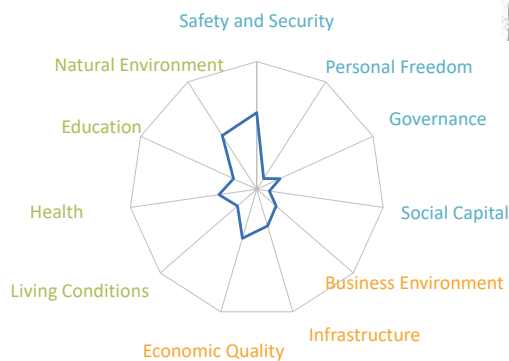 Safety and Security
Natural Environment
Personal Freedom
Education
Governance
Health
Social Capital
Living Conditions
Business Environment
Economic Quality
Infrastructure